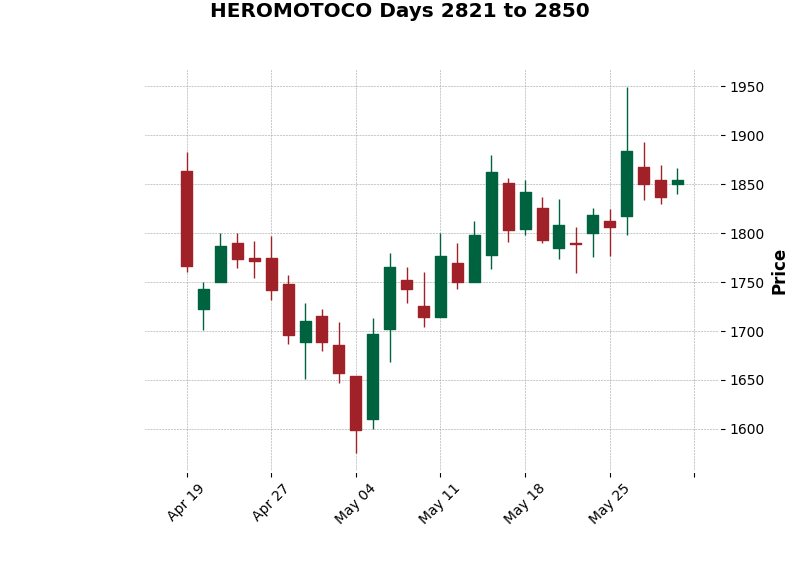 HEROMOTOCO Days 2821 to 2850
1950
1900
1850
1800
1750
1700
1650
1600
Price
Apr 19
Apr 27
May 04
May 11
May 18
May 25